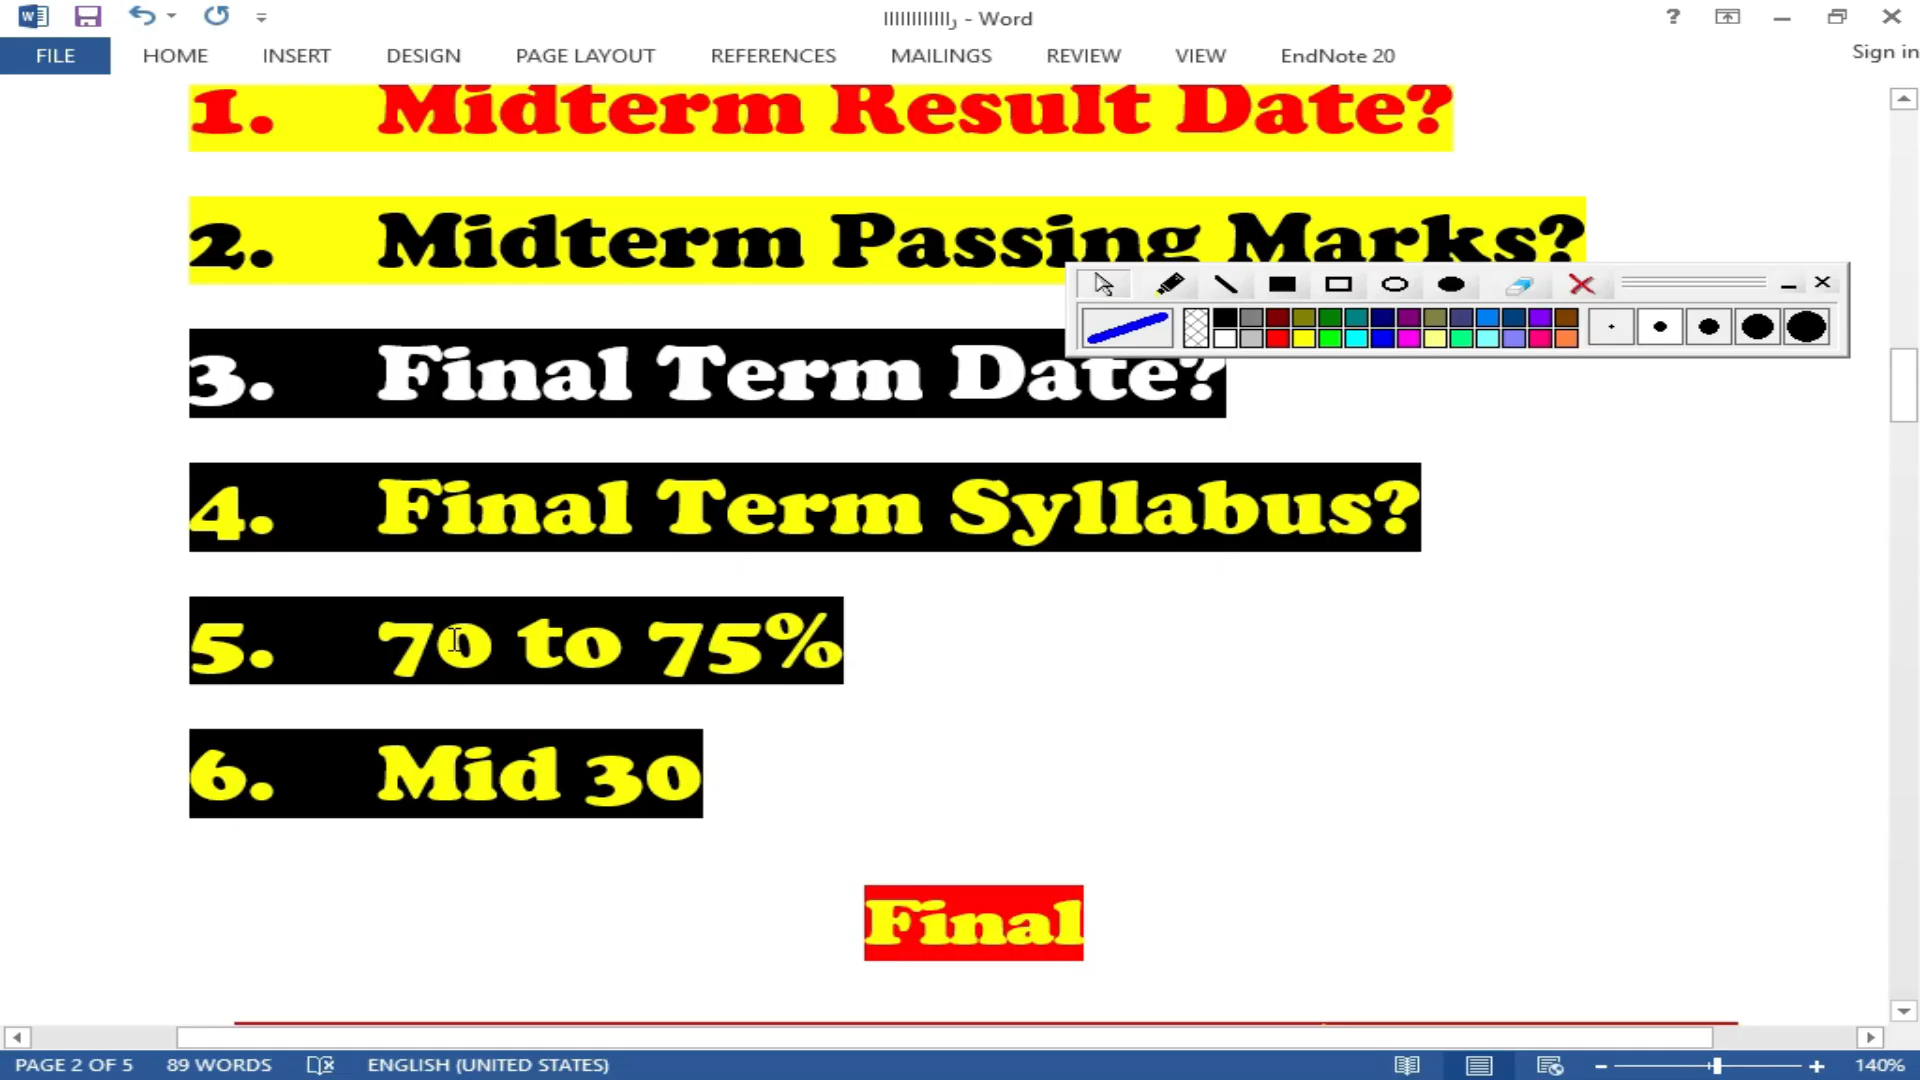 - Word
?
FILE HOME INSERT DESIGN PAGE LAYOUT REFERENCES MAILINGS REVIEW VIEW EndNote 20 Sign in
1. Midterm Result Date?
2. Midterm Passing Marks?
3. Final Term Date?
4. Final Term Syllabus?
5. 70 to 75%
6. Mid 30
Final
PAGE 2 OF 5 89 WORDS ENGLISH (UNITED STATES) 140%